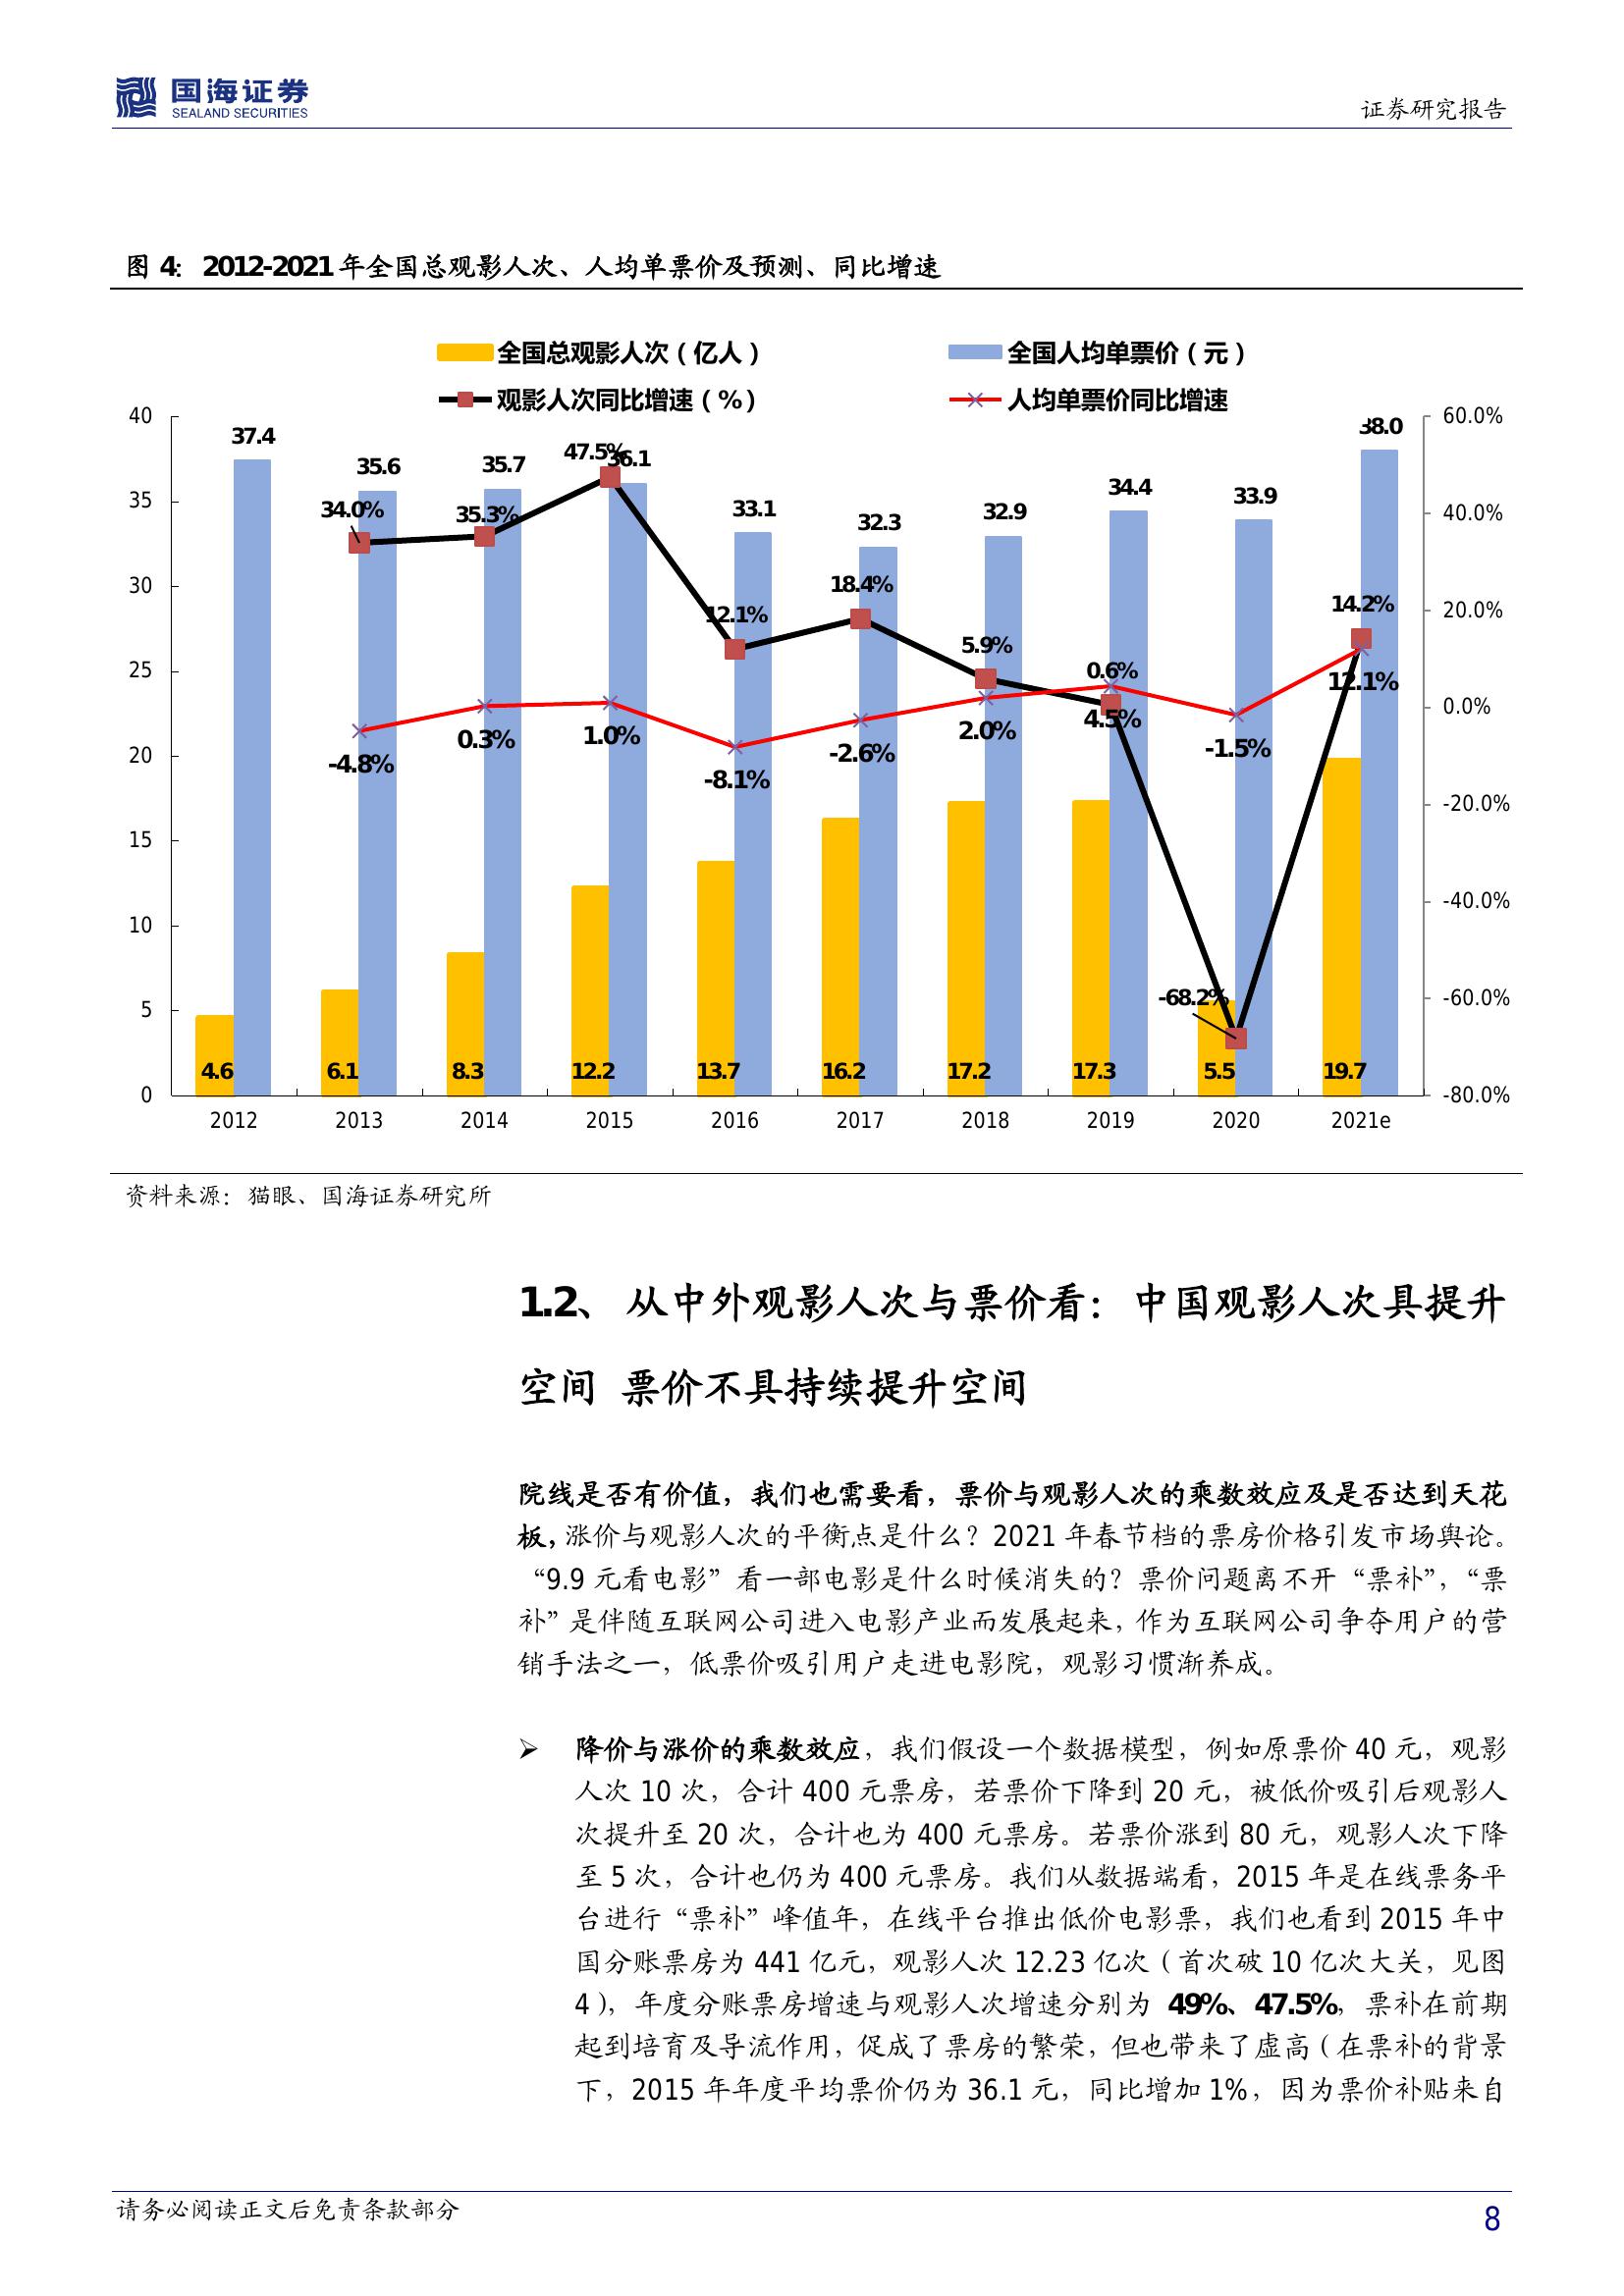 国海证券
SEALAND SECURITIES
证券研究报告
图 4：2012-2021年全国总观影人次、人均单票价及预测、同比增速
全国总观影人次（亿人） 全国人均单票价（元）
观影人次同比增速（%） 人均单票价同比增速
40 60.0%
35 40.0%
30 20.0%
25 0.0%
20 -20.0%
15 -40.0%
10 -60.0%
5 -80.0%
0
37.4 35.6 35.7 36.1 33.1 32.3 32.9 34.4 33.9 38.0
34.0% 35.3% 47.5% 12.1% 18.4% 5.9% 0.6% -68.2% 14.2%
-4.8% 0.3% 1.0% -8.1% -2.6% 2.0% 4.5% -1.5% 12.1%
4.6 6.1 8.3 12.2 13.7 16.2 17.2 17.3 5.5 19.7
2012 2013 2014 2015 2016 2017 2018 2019 2020 2021e
资料来源：猫眼、国海证券研究所
1.2、 从中外观影人次与票价看：中国观影人次具提升
空间 票价不具持续提升空间
院线是否有价值，我们也需要看，票价与观影人次的乘数效应及是否达到天花
板，涨价与观影人次的平衡点是什么？2021 年春节档的票房价格引发市场舆论。
“9.9 元看电影”看一部电影是什么时候消失的？票价问题离不开“票补”，“票
补”是伴随互联网公司进入电影产业而发展起来，作为互联网公司争夺用户的营
销手法之一，低票价吸引用户走进电影院，观影习惯渐养成。
➢ 降价与涨价的乘数效应，我们假设一个数据模型，例如原票价 40 元，观影
人次 10 次，合计 400 元票房，若票价下降到 20 元，被低价吸引后观影人
次提升至 20 次，合计也为 400 元票房。若票价涨到 80 元，观影人次下降
至 5 次，合计也仍为 400 元票房。我们从数据端看，2015 年是在线票务平
台进行“票补”峰值年，在线平台推出低价电影票，我们也看到 2015 年中
国分账票房为 441 亿元，观影人次 12.23 亿次（首次破 10 亿次大关，见图
4），年度分账票房增速与观影人次增速分别为 49%、47.5%，票补在前期
起到培育及导流作用，促成了票房的繁荣，但也带来了虚高（在票补的背景
下，2015 年年度平均票价仍为 36.1 元，同比增加 1%，因为票价补贴来自
请务必阅读正文后免责条款部分
8